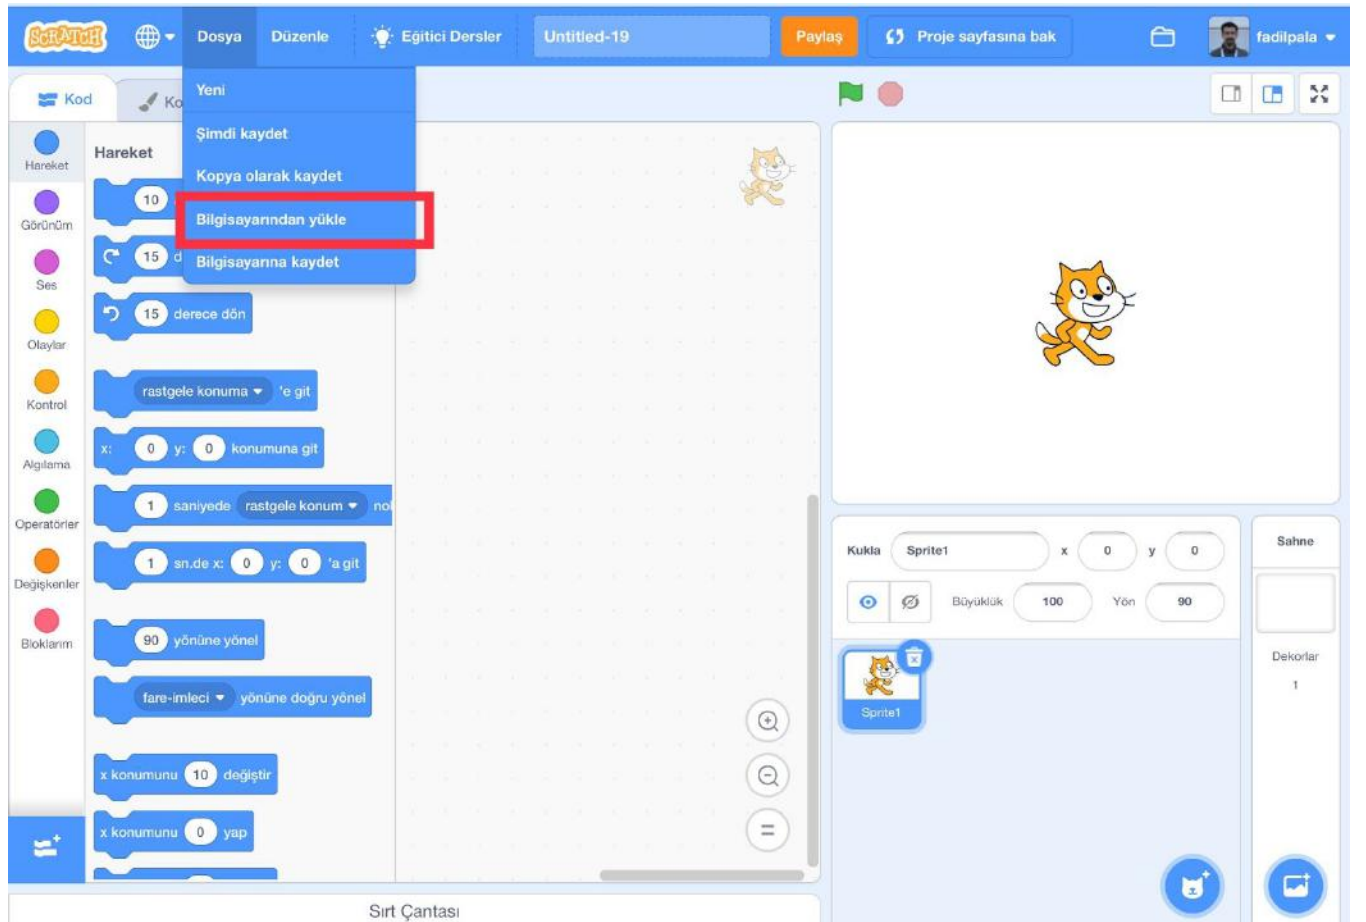 SCRATCH Dosya Düzenle Eğitici Dersler Untitled-19 Paylaş Proje sayfasına bak fadilpala
Kod Ko
Yeni
Şimdi kaydet
Kopya olarak kaydet
Bilgisayarından yükle
Bilgisayarına kaydet
Hareket
Görünüm
Ses
Olaylar
Kontrol
Algılama
Operatörler
Değişkenler
Bloklarım
Hareket
10
15 d
15 derece dön
rastgele konuma 'e git
x: 0 y: 0 konumuna git
1 saniyede rastgele konum nol
1 sn.de x: 0 y: 0 'a git
90 yönüne yönel
fare-imleci yönüne doğru yönel
x konumunu 10 değiştir
x konumunu 0 yap
Kukla Sprite1 x 0 y 0
Büyüklük 100 Yön 90
Sprite1
Sahne
Dekorlar
1
Sırt Çantası